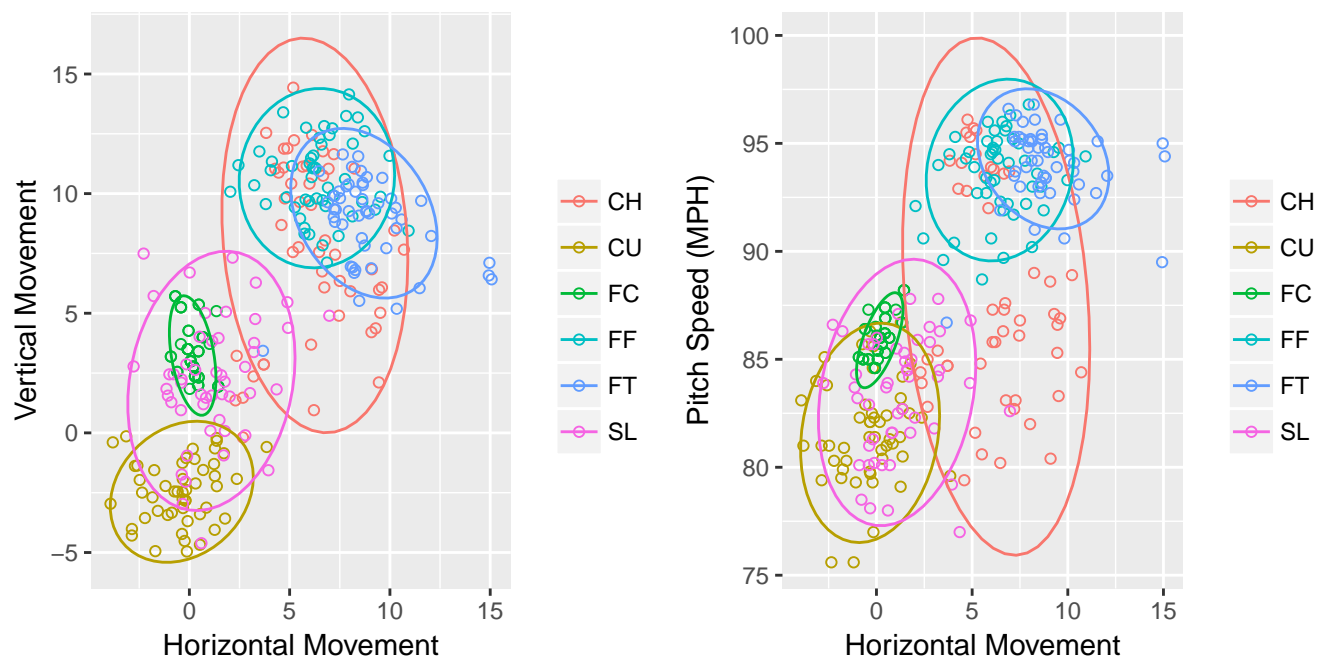 Vertical Movement
15
10
5
0
−5
0
5
10
15
Horizontal Movement
CH
CU
FC
FF
FT
SL
Pitch Speed (MPH)
100
95
90
85
80
75
0
5
10
15
Horizontal Movement
CH
CU
FC
FF
FT
SL